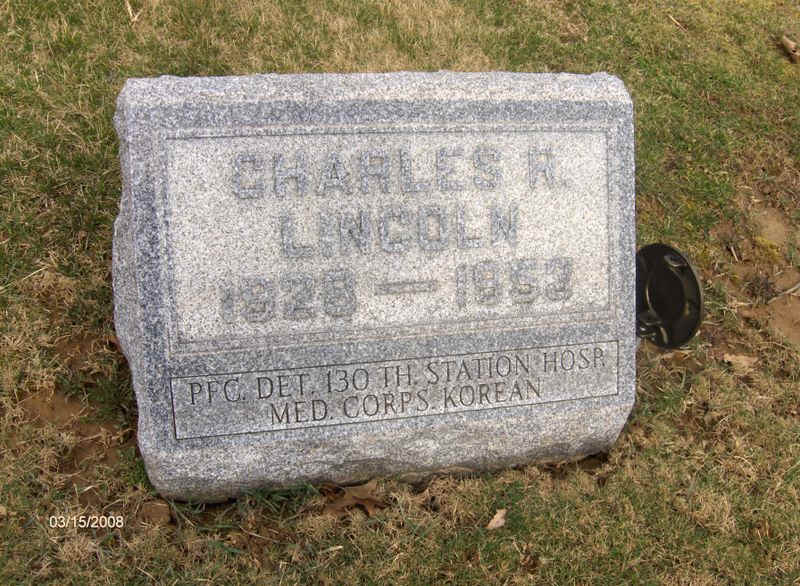 CHARLES R.
LINCOLN
1928 — 1953
PFC. DET. 130 TH. STATION HOSP.
MED. CORPS. KOREAN
03/15/2008